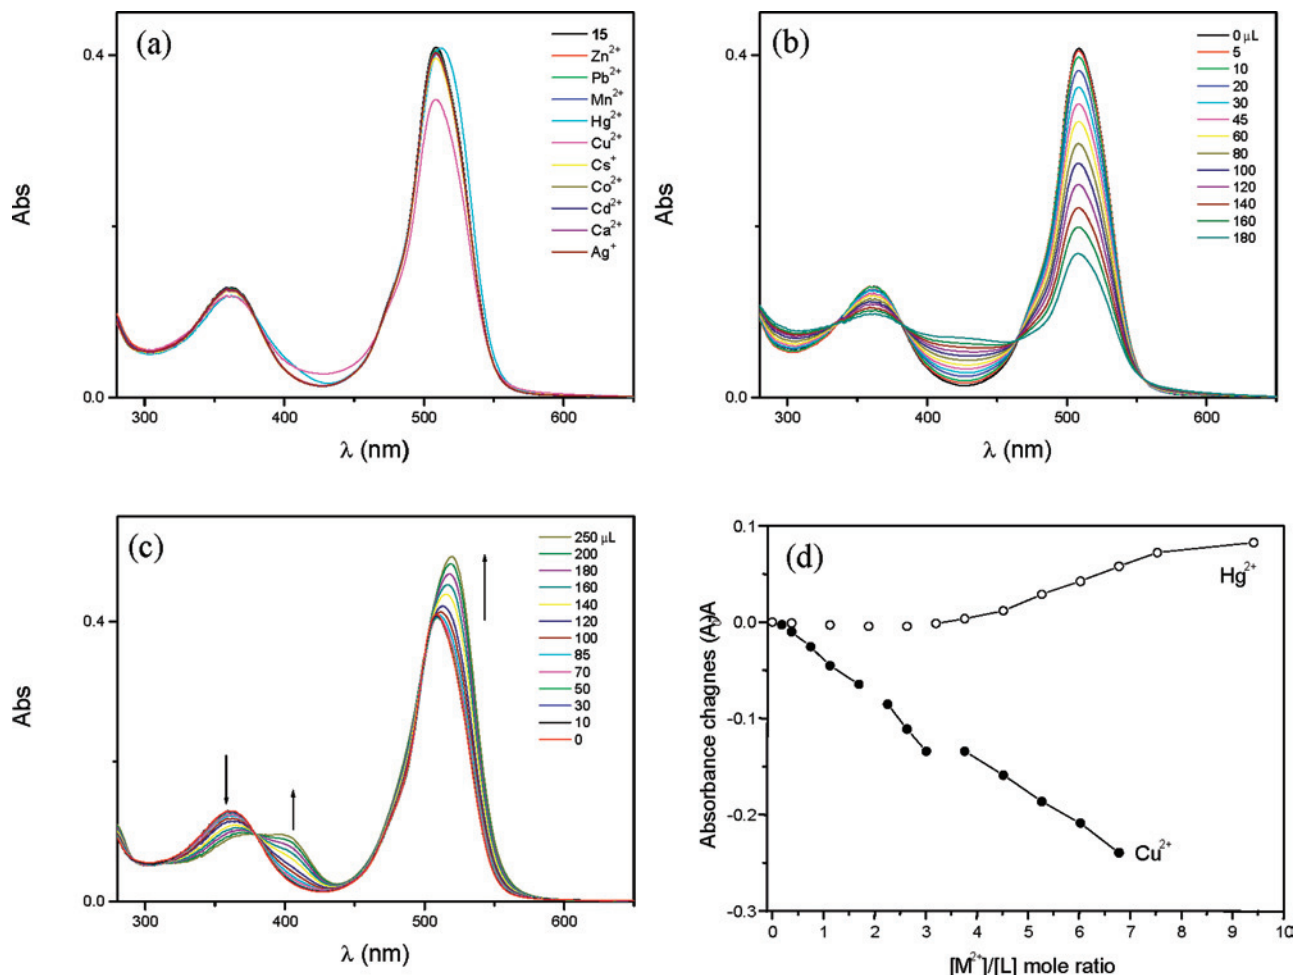 (a)
15
Zn²⁺
Pb²⁺
Mn²⁺
Hg²⁺
Cu²⁺
Cs⁺
Co²⁺
Cd²⁺
Ca²⁺
Ag⁺
Abs
0.4
0.0
300 400 500 600
λ (nm)
(b)
0 µL
5
10
20
30
45
60
80
100
120
140
160
180
Abs
0.4
0.0
300 400 500 600
λ (nm)
(c)
250 µL
200
180
160
140
120
100
85
70
50
30
10
0
Abs
0.4
0.0
300 400 500 600
λ (nm)
(d)
Hg²⁺
Cu²⁺
Absorbance chagnes
0.1
0.0
-0.1
-0.2
-0.3
0 1 2 3 4 5 6 7 8 9 10
[M²⁺]/[L] mole ratio